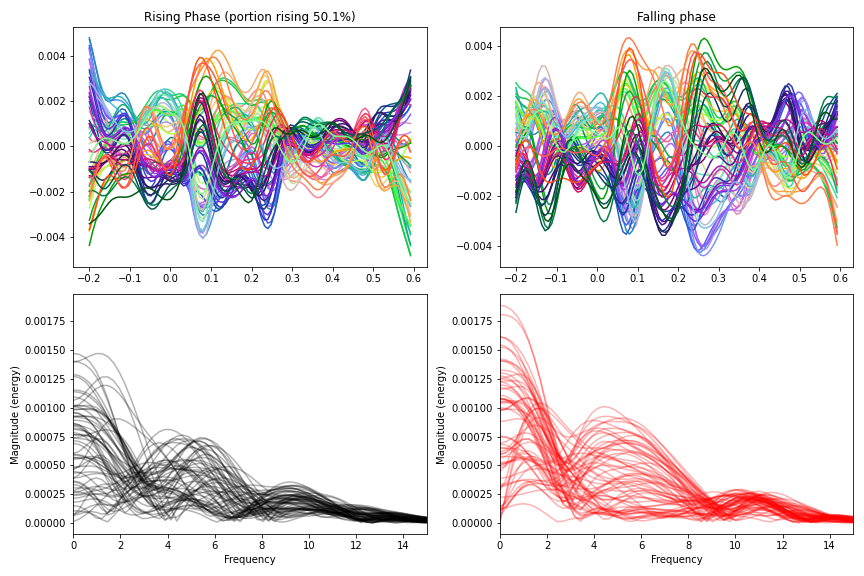 Rising Phase (portion rising 50.1%)
Falling phase
0.004
0.002
0.000
−0.002
−0.004
−0.2 −0.1 0.0 0.1 0.2 0.3 0.4 0.5 0.6
0.004
0.002
0.000
−0.002
−0.004
−0.2 −0.1 0.0 0.1 0.2 0.3 0.4 0.5 0.6
Magnitude (energy)
0.00175
0.00150
0.00125
0.00100
0.00075
0.00050
0.00025
0.00000
0 2 4 6 8 10 12 14
Frequency
Magnitude (energy)
0.00175
0.00150
0.00125
0.00100
0.00075
0.00050
0.00025
0.00000
0 2 4 6 8 10 12 14
Frequency